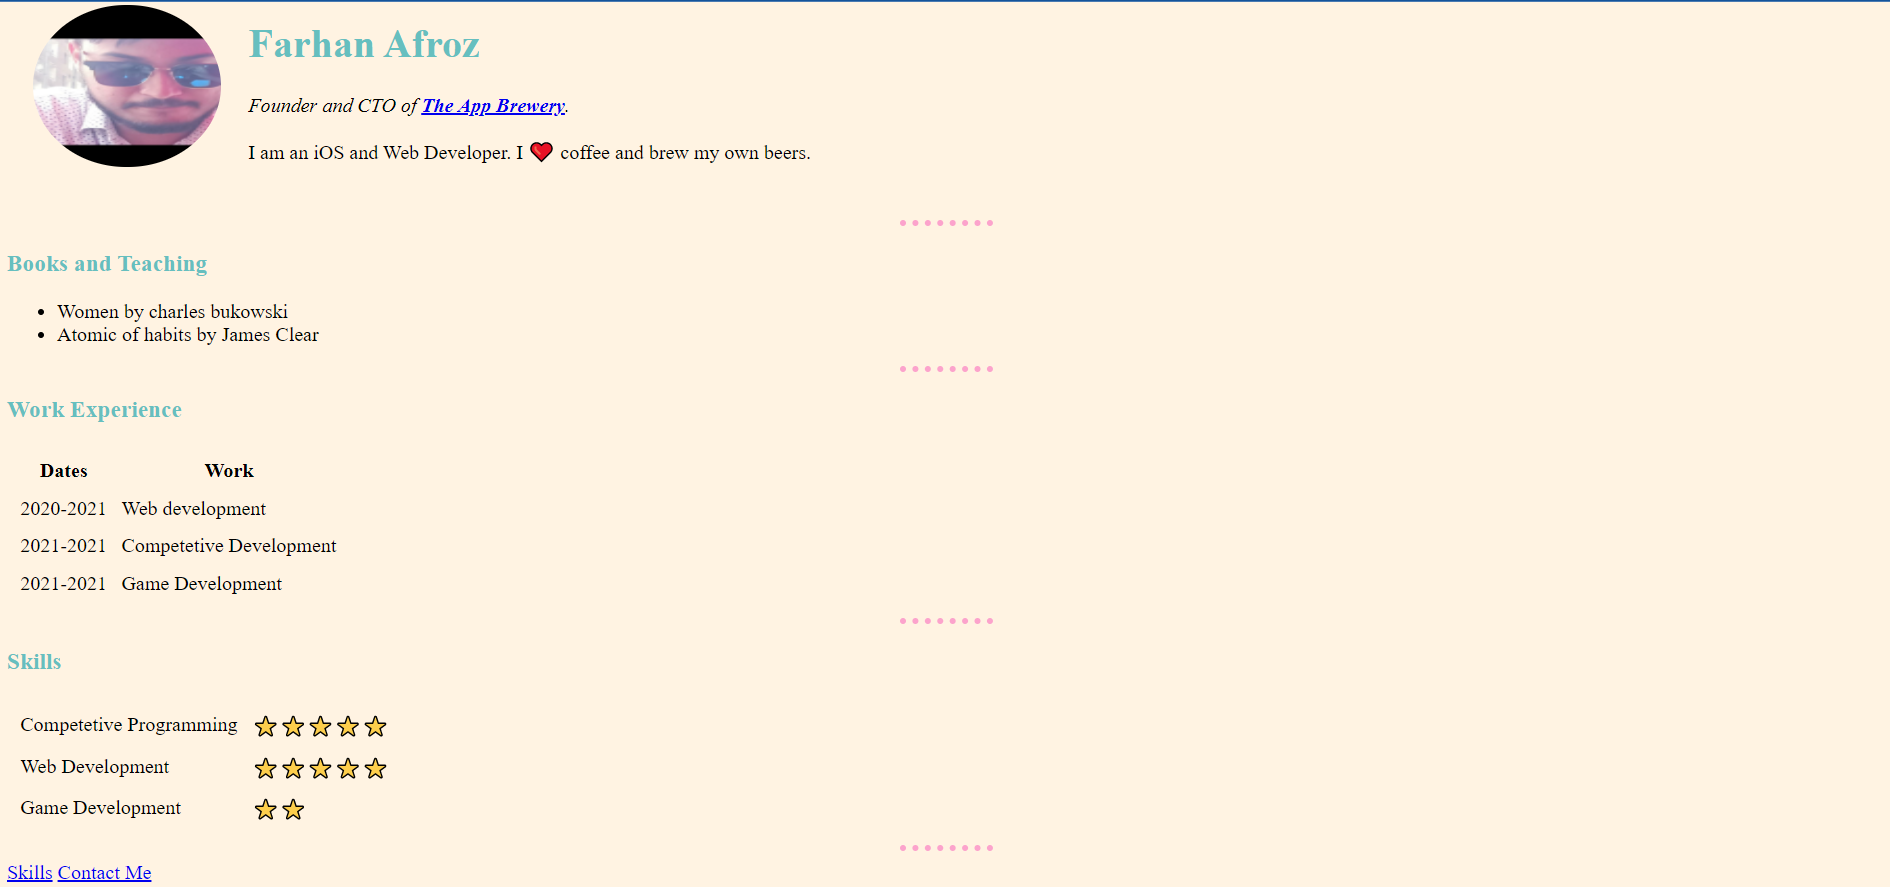 Farhan Afroz
Founder and CTO of The App Brewery.
I am an iOS and Web Developer. I ❤️ coffee and brew my own beers.
Books and Teaching
Women by charles bukowski
Atomic of habits by James Clear
Work Experience
Dates Work
2020-2021 Web development
2021-2021 Competetive Development
2021-2021 Game Development
Skills
Competetive Programming ⭐⭐⭐⭐⭐
Web Development ⭐⭐⭐⭐⭐
Game Development ⭐⭐
Skills Contact Me